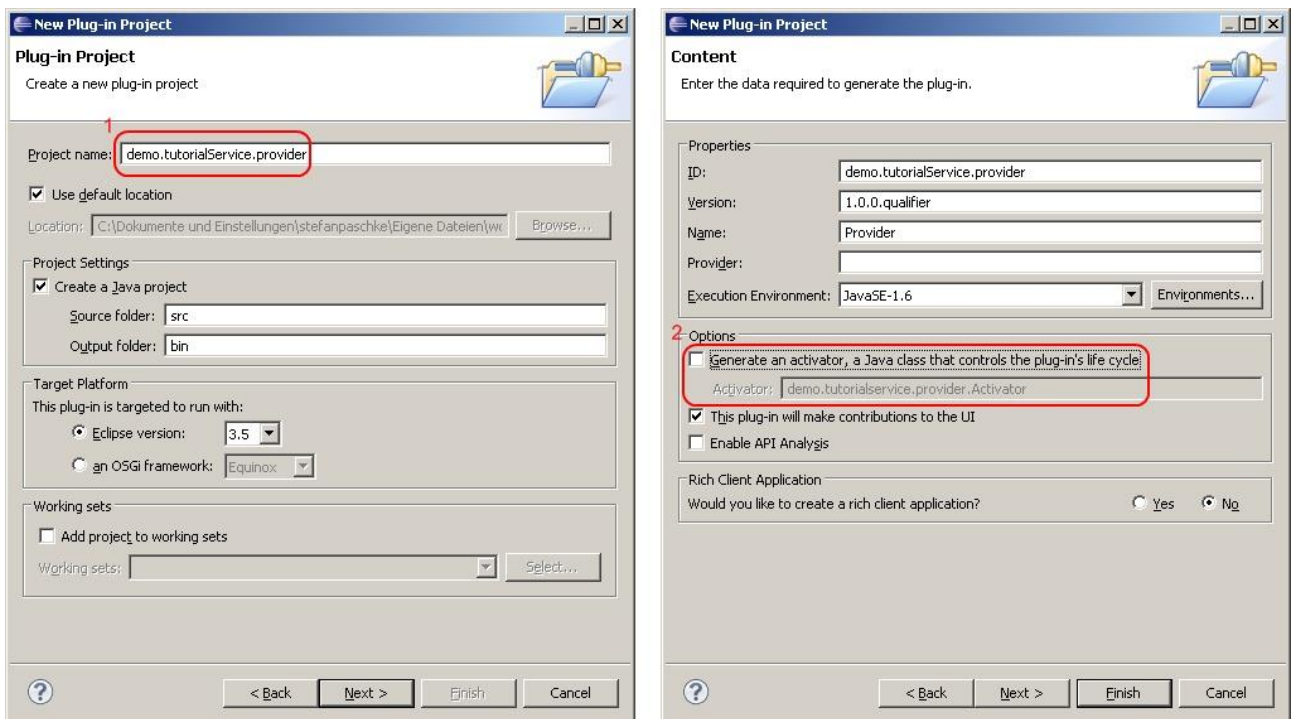 New Plug-in Project
Plug-in Project
Create a new plug-in project
1
Project name: demo.tutorialService.provider
Use default location
Location: C:\Dokumente und Einstellungen\stefanpaschke\Eigene Dateien\wo Browse...
Project Settings
Create a Java project
Source folder: src
Output folder: bin
Target Platform
This plug-in is targeted to run with:
Eclipse version: 3.5
an OSGi framework: Equinox
Working sets
Add project to working sets
Working sets: Select...
? < Back Next > Finish Cancel
New Plug-in Project
Content
Enter the data required to generate the plug-in.
Properties
ID: demo.tutorialService.provider
Version: 1.0.0.qualifier
Name: Provider
Provider:
Execution Environment: JavaSE-1.6 Environments...
2 Options
Generate an activator, a Java class that controls the plug-in's life cycle
Activator: demo.tutorialservice.provider.Activator
This plug-in will make contributions to the UI
Enable API Analysis
Rich Client Application
Would you like to create a rich client application? Yes No
? < Back Next > Finish Cancel